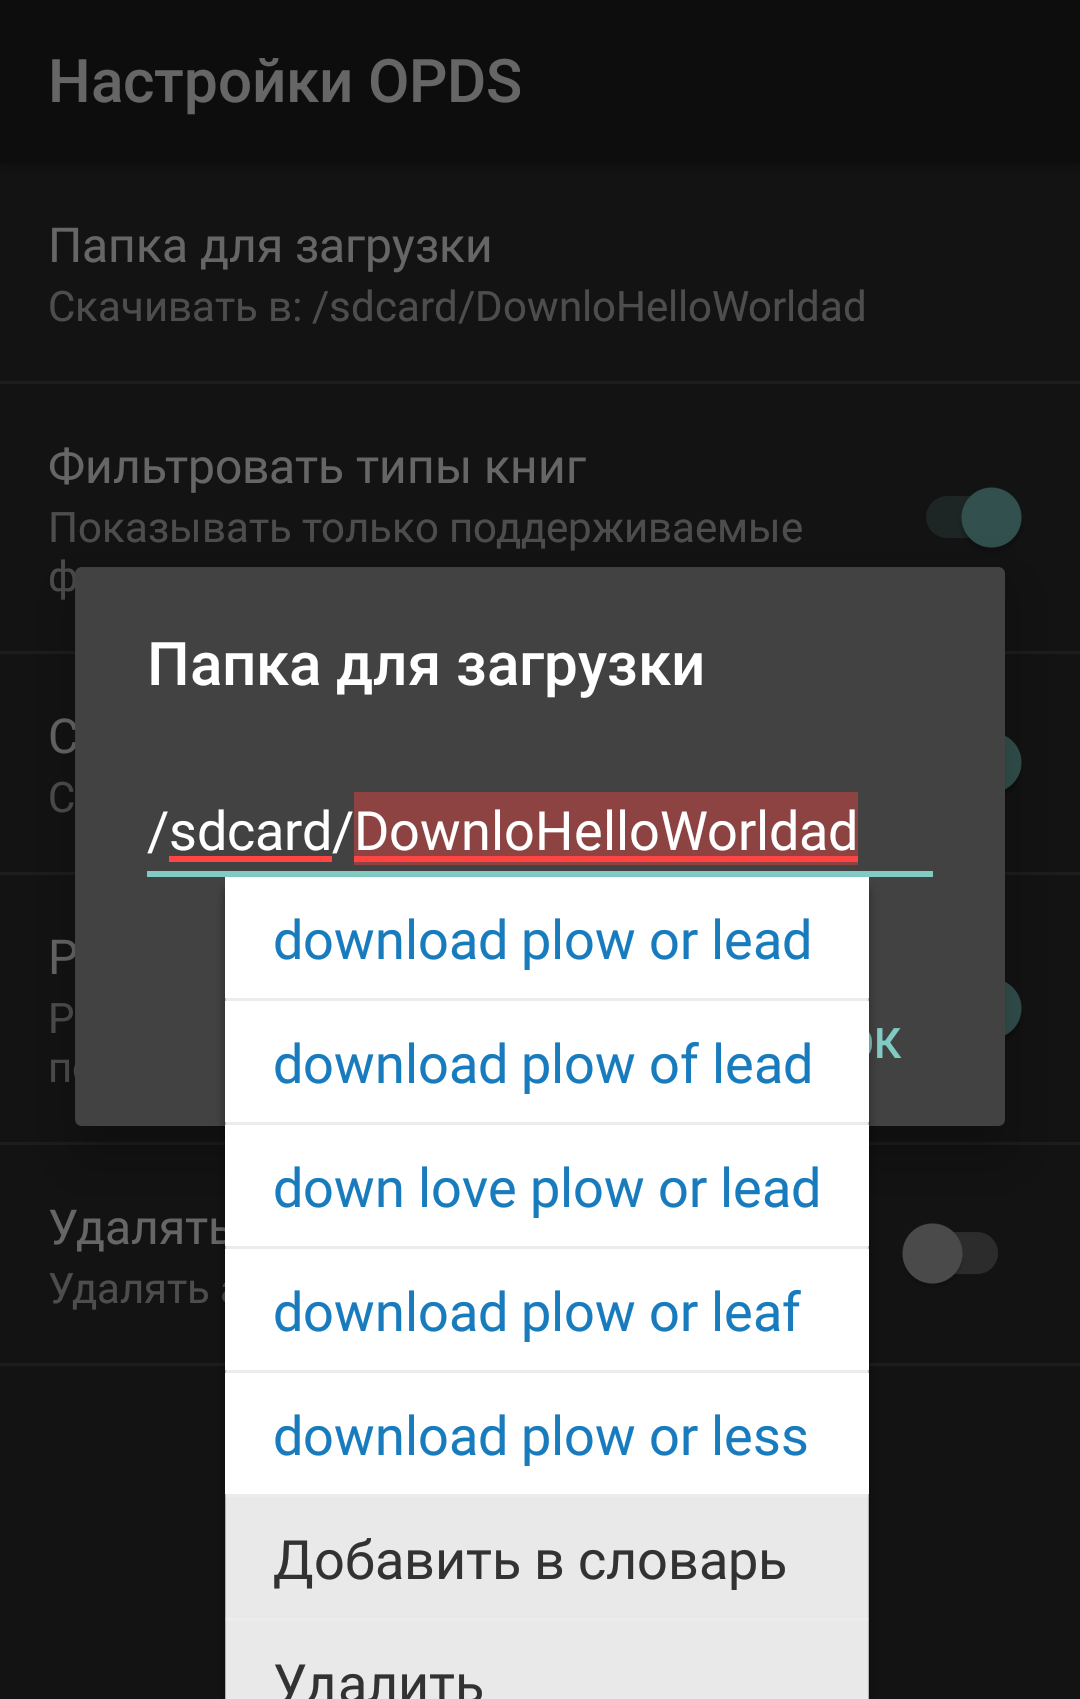 Настройки OPDS
Папка для загрузки
Скачивать в: /sdcard/DownloHelloWorldad
Фильтровать типы книг
Показывать только поддерживаемые
Папка для загрузки
/sdcard/DownloHelloWorldad
download plow or lead
download plow of lead
down love plow or lead
download plow or leaf
download plow or less
Добавить в словарь
Удалить
Удалять
Удалять